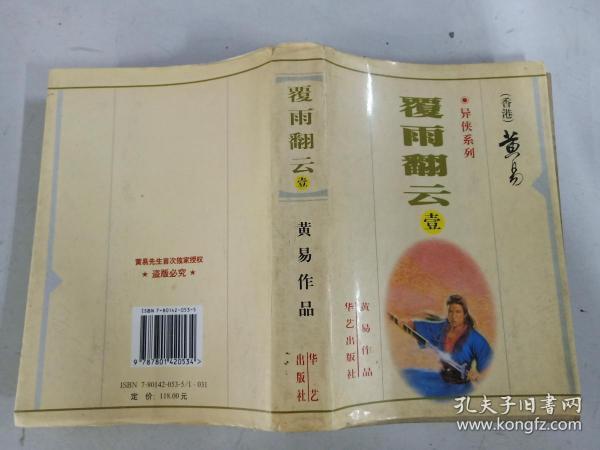 (香港)
黄易
异侠系列
覆雨翻云
壹
黄易作品
华艺出版社
覆雨翻云
壹
黄易作品
华艺
出版社
黄易先生首次独家授权
★ 盗版必究 ★
ISBN 7-80142-053-5
9 787801 420534 >
ISBN 7-80142-053-5/I·031
定价：118.00元
孔夫子旧书网
www.kongfz.com